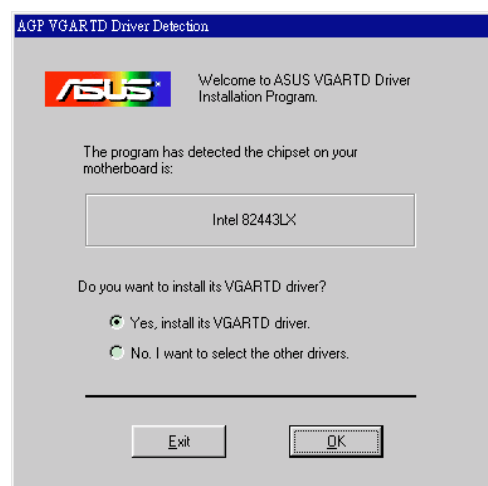 AGP VGARTD Driver Detection
ASUS
Welcome to ASUS VGARTD Driver
Installation Program.
The program has detected the chipset on your
motherboard is:
Intel 82443LX
Do you want to install its VGARTD driver?
Yes, install its VGARTD driver.
No. I want to select the other drivers.
Exit
OK